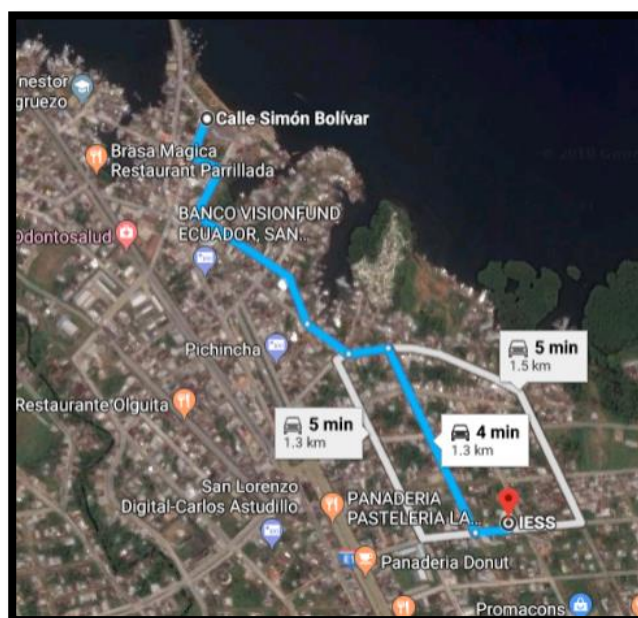 nestor
gruezo
Calle Simón Bolívar
Brasa Magica
Restaurant Parrillada
Odontosalud
BANCO VISIONFUND
ECUADOR, SAN...
Pichincha
5 min
1.5 km
Restaurante Olguita
5 min
1.3 km
4 min
1.3 km
San Lorenzo
Digital-Carlos Astudillo
PANADERIA
PASTELERIA LA...
IESS
Panaderia Donut
Promacons